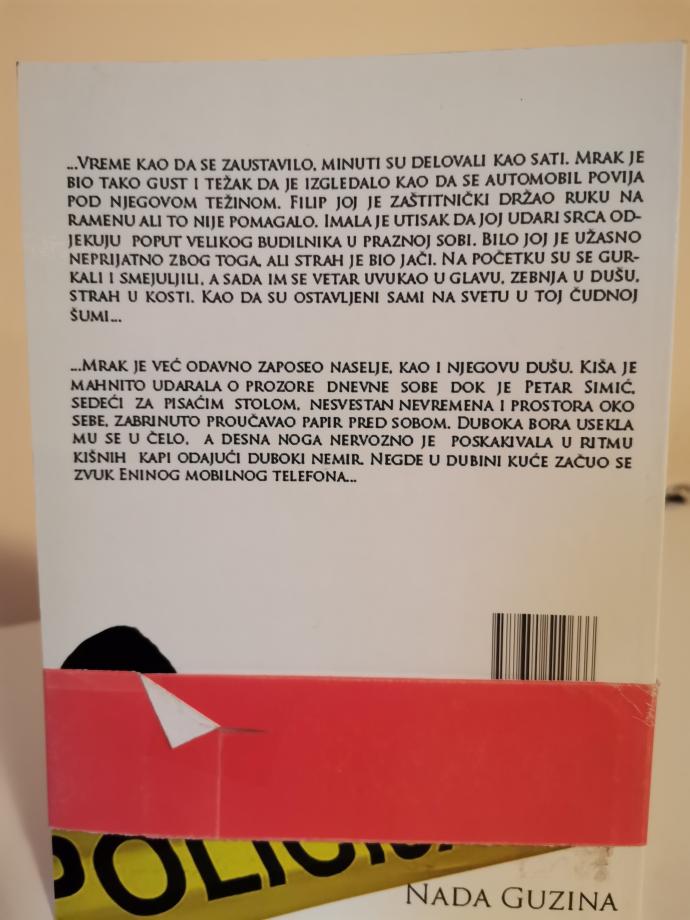 ...VREME KAO DA SE ZAUSTAVILO, MINUTI SU DELOVALI KAO SATI. MRAK JE
BIO TAKO GUST I TEŽAK DA JE IZGLEDALO KAO DA SE AUTOMOBIL POVIJA
POD NJEGOVOM TEŽINOM. FILIP JOJ JE ZAŠTITNIČKI DRŽAO RUKU NA
RAMENU ALI TO NIJE POMAGALO. IMALA JE UTISAK DA JOJ UDARI SRCA OD-
JEKUJU POPUT VELIKOG BUDILNIKA U PRAZNOJ SOBI. BILO JOJ JE UŽASNO
NEPRIJATNO ZBOG TOGA, ALI STRAH JE BIO JAČI. NA POČETKU SU SE GUR-
KALI I SMEJULJILI, A SADA IM SE VETAR UVUKAO U GLAVU, ZEBNJA U DUŠU,
STRAH U KOSTI. KAO DA SU OSTAVLJENI SAMI NA SVETU U TOJ ČUDNOJ
ŠUMI...
...MRAK JE VEĆ ODAVNO ZAPOSEO NASELJE, KAO I NJEGOVU DUŠU. KIŠA JE
MAHNITO UDARALA O PROZORE DNEVNE SOBE DOK JE PETAR SIMIĆ,
SEDEĆI ZA PISAĆIM STOLOM, NESVESTAN NEVREMENA I PROSTORA OKO
SEBE, ZABRINUTO PROUČAVAO PAPIR PRED SOBOM. DUBOKA BORA USEKLA
MU SE U ČELO, A DESNA NOGA NERVOZNO JE POSKAKIVALA U RITMU
KIŠNIH KAPI ODAJUĆI DUBOKI NEMIR. NEGDE U DUBINI KUĆE ZAČUO SE
ZVUK ENINOG MOBILNOG TELEFONA...
NADA GUZINA